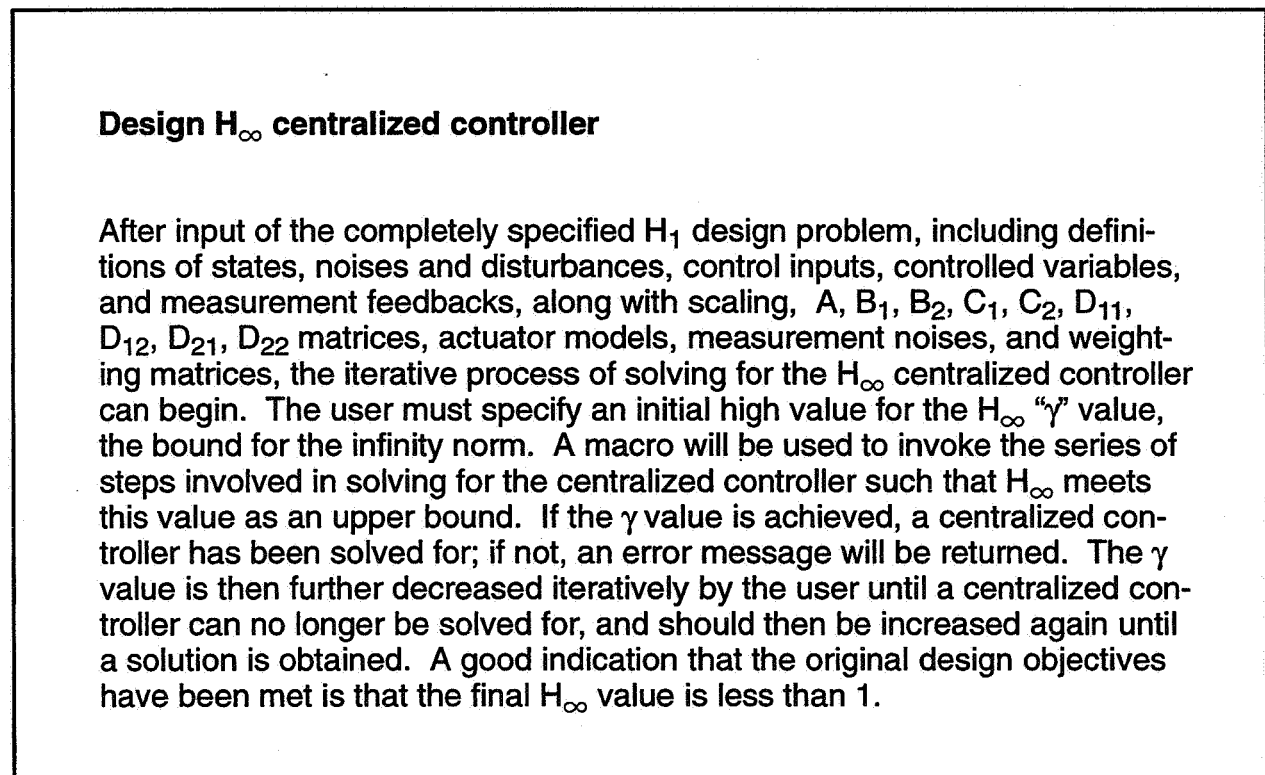 Design H∞ centralized controller
After input of the completely specified H₁ design problem, including defini-
tions of states, noises and disturbances, control inputs, controlled variables,
and measurement feedbacks, along with scaling, A, B₁, B₂, C₁, C₂, D₁₁,
D₁₂, D₂₁, D₂₂ matrices, actuator models, measurement noises, and weight-
ing matrices, the iterative process of solving for the H∞ centralized controller
can begin. The user must specify an initial high value for the H∞ “γ” value,
the bound for the infinity norm. A macro will be used to invoke the series of
steps involved in solving for the centralized controller such that H∞ meets
this value as an upper bound. If the γ value is achieved, a centralized con-
troller has been solved for; if not, an error message will be returned. The γ
value is then further decreased iteratively by the user until a centralized con-
troller can no longer be solved for, and should then be increased again until
a solution is obtained. A good indication that the original design objectives
have been met is that the final H∞ value is less than 1.